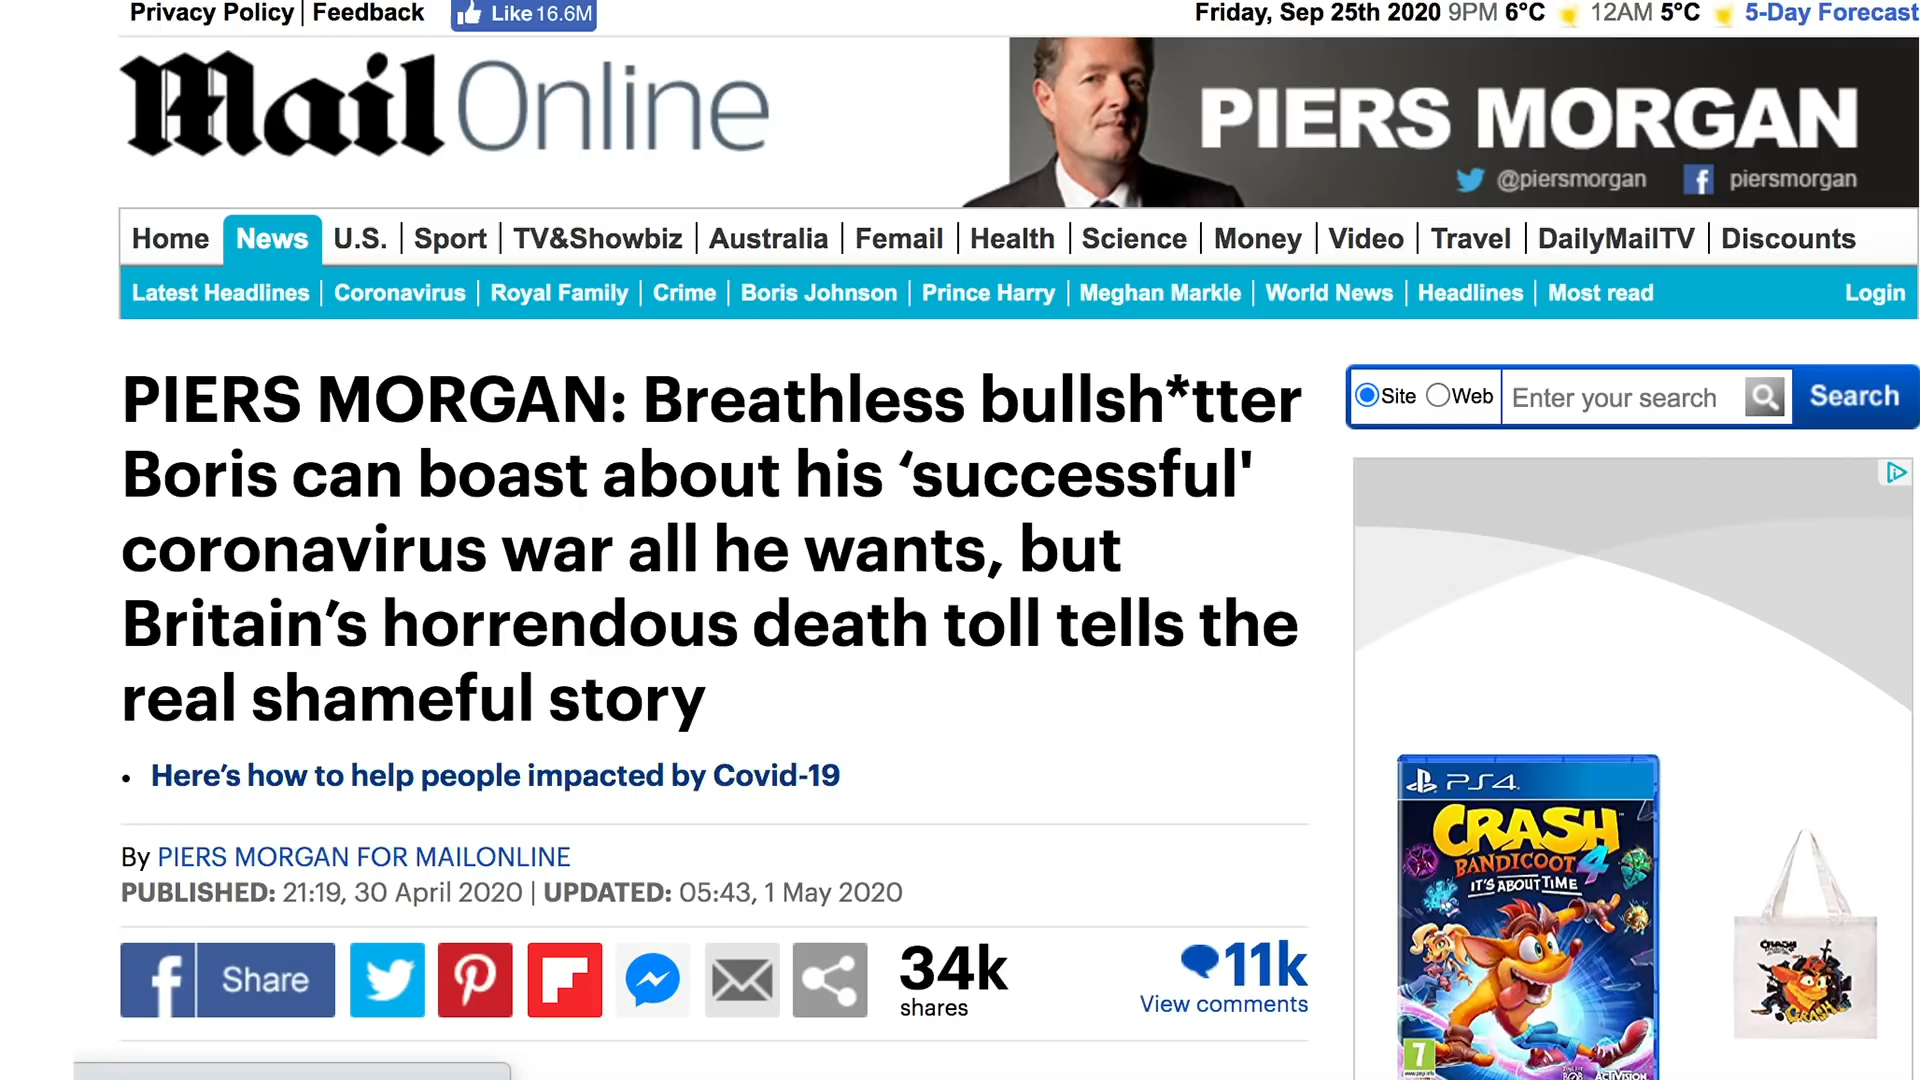 Privacy Policy | Feedback Like 16.6M Friday, Sep 25th 2020 9PM 6°C 12AM 5°C 5-Day Forecast
Mail Online
PIERS MORGAN
@piersmorgan piersmorgan
Home News U.S. Sport TV&Showbiz Australia Femail Health Science Money Video Travel DailyMailTV Discounts
Latest Headlines Coronavirus Royal Family Crime Boris Johnson Prince Harry Meghan Markle World News Headlines Most read Login
PIERS MORGAN: Breathless bullsh*tter
Boris can boast about his ‘successful'
coronavirus war all he wants, but
Britain’s horrendous death toll tells the
real shameful story
• Here’s how to help people impacted by Covid-19
By PIERS MORGAN FOR MAILONLINE
PUBLISHED: 21:19, 30 April 2020 | UPDATED: 05:43, 1 May 2020
Share
34k
shares
11k
View comments
Site Web Enter your search Search
PS4
CRASH
BANDICOOT 4
IT'S ABOUT TIME
7
ACTIVISION
CRASH